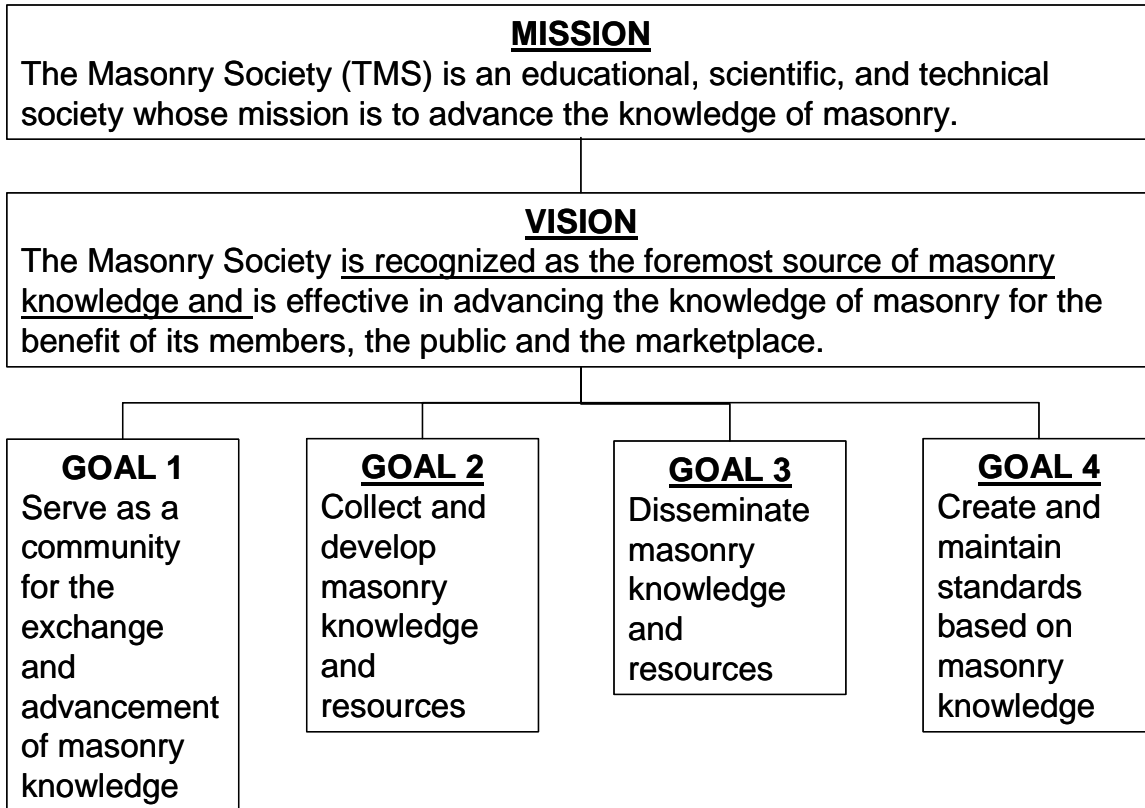 MISSION
The Masonry Society (TMS) is an educational, scientific, and technical
society whose mission is to advance the knowledge of masonry.
VISION
The Masonry Society is recognized as the foremost source of masonry
knowledge and is effective in advancing the knowledge of masonry for the
benefit of its members, the public and the marketplace.
GOAL 1
Serve as a
community
for the
exchange
and
advancement
of masonry
knowledge
GOAL 2
Collect and
develop
masonry
knowledge
and
resources
GOAL 3
Disseminate
masonry
knowledge
and
resources
GOAL 4
Create and
maintain
standards
based on
masonry
knowledge